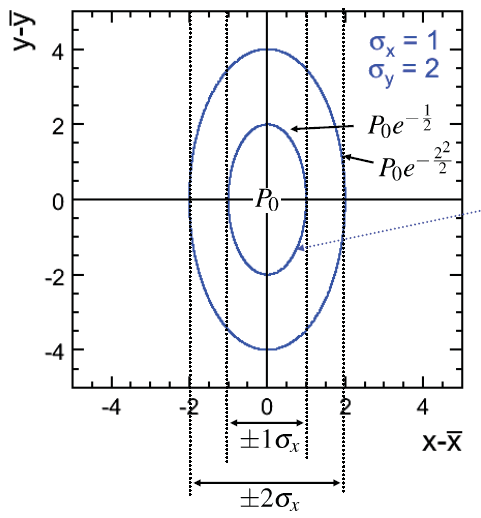 y-ȳ
4
2
0
-2
-4
σₓ = 1
σᵧ = 2
P₀e^{-1/2}
P₀e^{-2²/2}
P₀
-4 -2 0 2 4
x-x̄
±1σₓ
±2σₓ